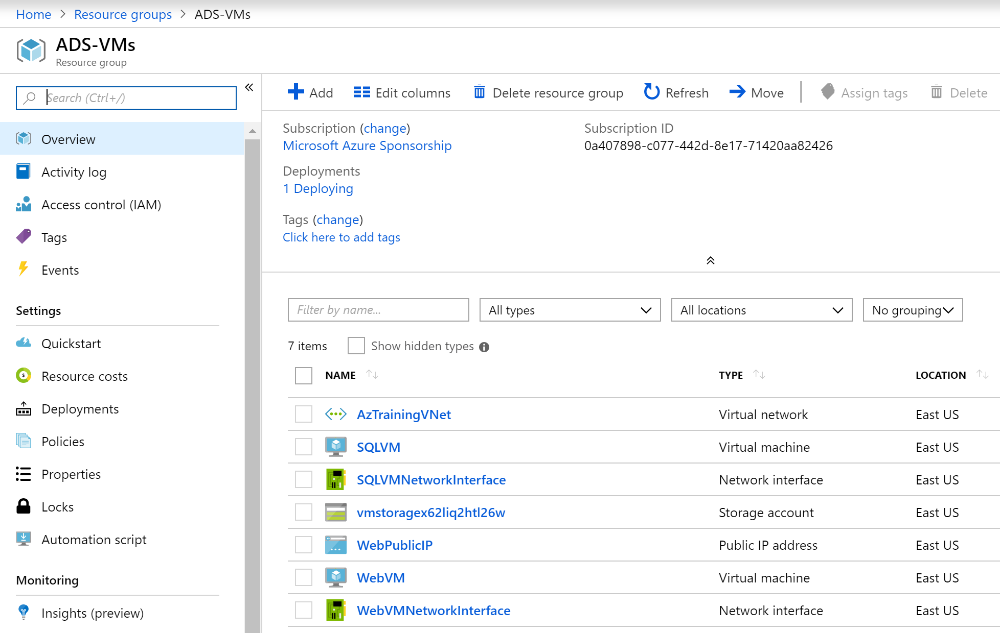 Home > Resource groups > ADS-VMs
ADS-VMs
Resource group
Search (Ctrl+/)
Overview
Activity log
Access control (IAM)
Tags
Events
Settings
Quickstart
Resource costs
Deployments
Policies
Properties
Locks
Automation script
Monitoring
Insights (preview)
Add Edit columns Delete resource group Refresh Move Assign tags Delete
Subscription (change)
Microsoft Azure Sponsorship
Subscription ID
0a407898-c077-442d-8e17-71420aa82426
Deployments
1 Deploying
Tags (change)
Click here to add tags
Filter by name... All types All locations No grouping
7 items Show hidden types
NAME TYPE LOCATION
AzTrainingVNet Virtual network East US
SQLVM Virtual machine East US
SQLVMNetworkInterface Network interface East US
vmstoragex62liq2htl26w Storage account East US
WebPublicIP Public IP address East US
WebVM Virtual machine East US
WebVMNetworkInterface Network interface East US